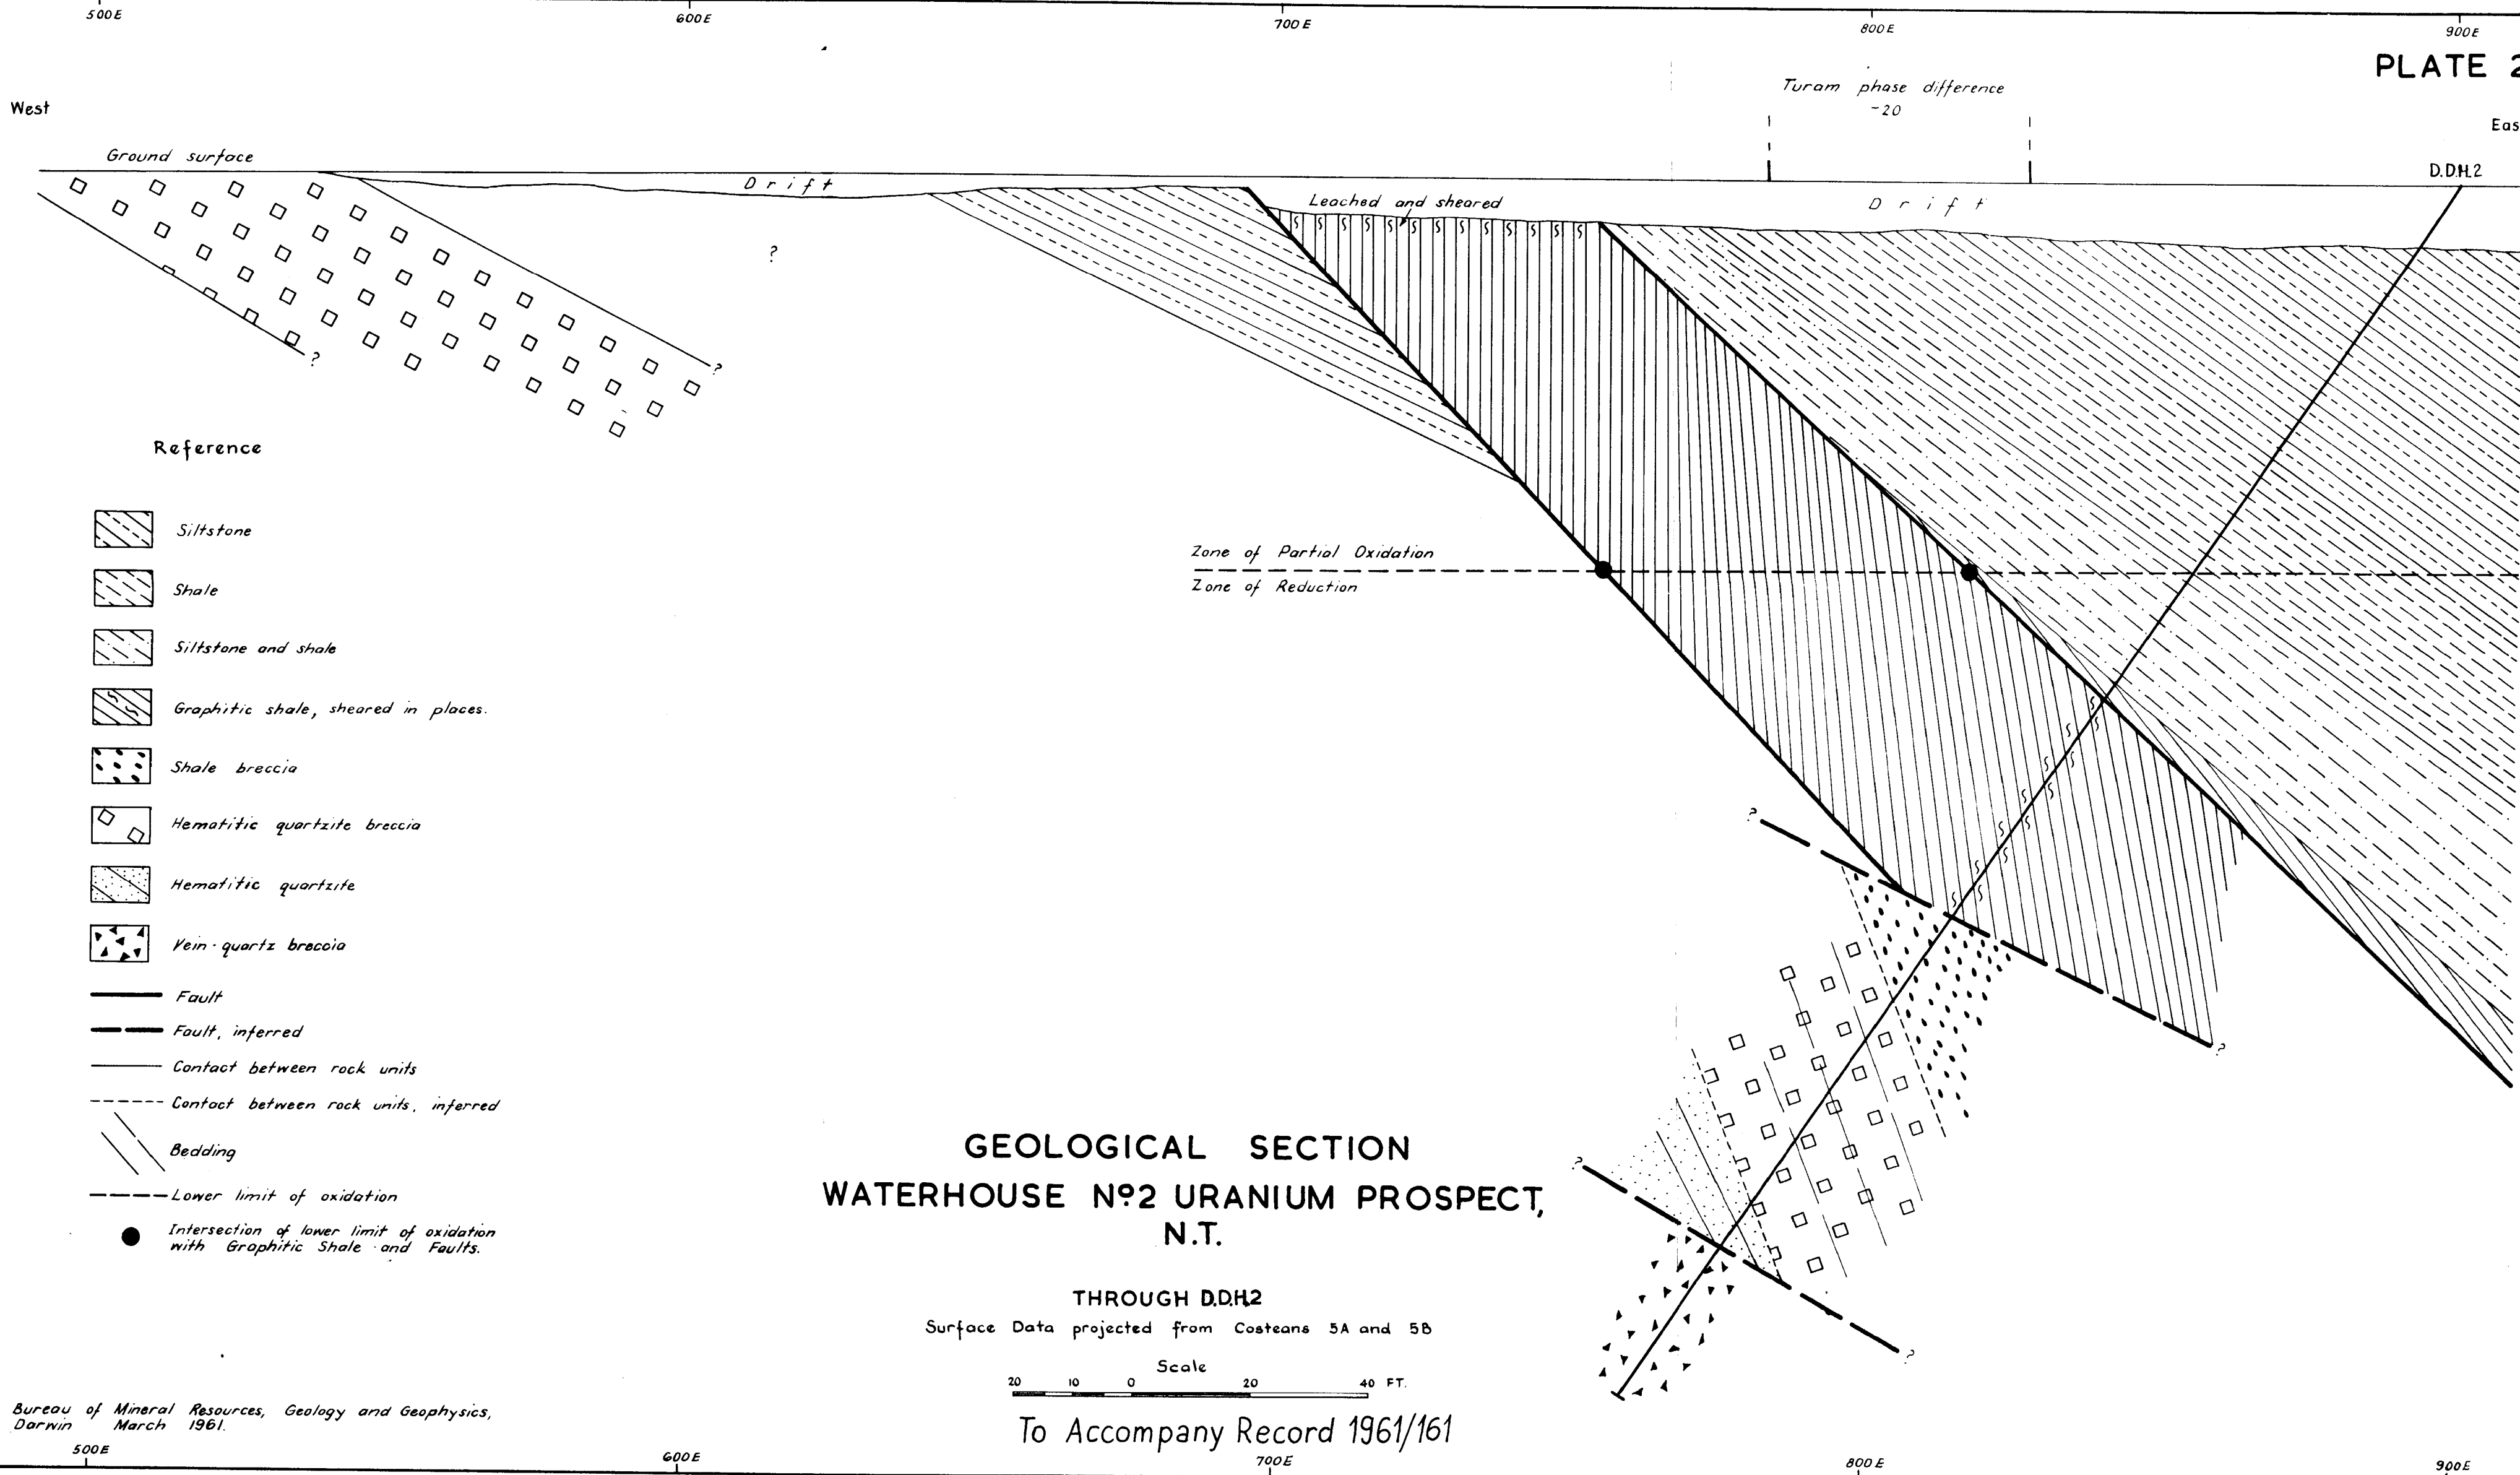 500E 600E 700E 800E 900E
PLATE 2
Turam phase difference
-20
West
Eas
Ground surface
D.D.H.2
Drift
Leached and sheared
Drift
?
?
?
Reference
Siltstone
Shale
Siltstone and shale
Graphitic shale, sheared in places.
Shale breccia
Hematitic quartzite breccia
Hematitic quartzite
Vein-quartz breccia
Fault
Fault, inferred
Contact between rock units
Contact between rock units, inferred
Bedding
Lower limit of oxidation
Intersection of lower limit of oxidation
with Graphitic Shale and Faults.
Zone of Partial Oxidation
Zone of Reduction
?
?
?
?
GEOLOGICAL SECTION
WATERHOUSE Nº2 URANIUM PROSPECT,
N.T.
THROUGH D.D.H.2
Surface Data projected from Costeans 5A and 5B
Scale
20 10 0 20 40 FT.
To Accompany Record 1961/161
Bureau of Mineral Resources, Geology and Geophysics,
Darwin March 1961.
500E 600E 700E 800E 900E